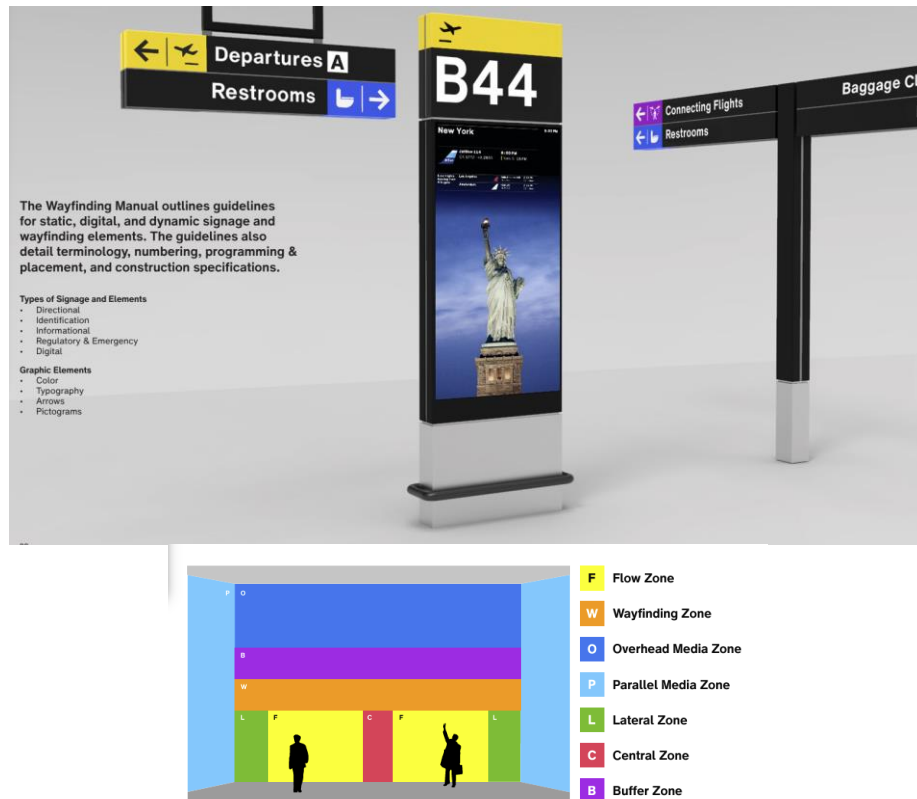 Departures A
Restrooms
B44
New York
Connecting Flights
Restrooms
Baggage Cl
The Wayfinding Manual outlines guidelines
for static, digital, and dynamic signage and
wayfinding elements. The guidelines also
detail terminology, numbering, programming &
placement, and construction specifications.
Types of Signage and Elements
• Directional
• Identification
• Informational
• Regulatory & Emergency
• Digital
Graphic Elements
• Color
• Typography
• Arrows
• Pictograms
P O
B
W
L F C F L
F Flow Zone
W Wayfinding Zone
O Overhead Media Zone
P Parallel Media Zone
L Lateral Zone
C Central Zone
B Buffer Zone